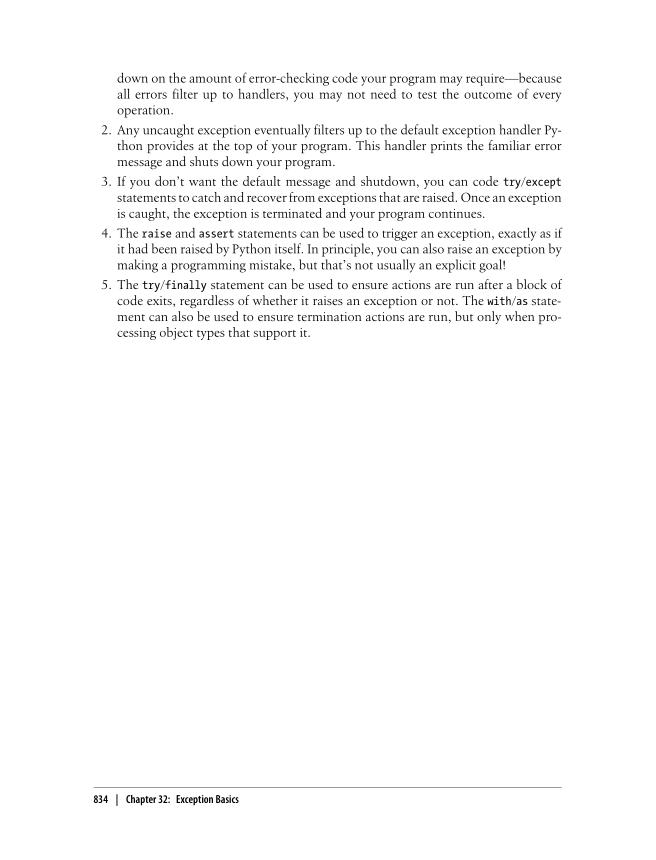 down on the amount of error-checking code your program may require—because
all errors filter up to handlers, you may not need to test the outcome of every
operation.
2. Any uncaught exception eventually filters up to the default exception handler Py-
thon provides at the top of your program. This handler prints the familiar error
message and shuts down your program.
3. If you don’t want the default message and shutdown, you can code try/except
statements to catch and recover from exceptions that are raised. Once an exception
is caught, the exception is terminated and your program continues.
4. The raise and assert statements can be used to trigger an exception, exactly as if
it had been raised by Python itself. In principle, you can also raise an exception by
making a programming mistake, but that’s not usually an explicit goal!
5. The try/finally statement can be used to ensure actions are run after a block of
code exits, regardless of whether it raises an exception or not. The with/as state-
ment can also be used to ensure termination actions are run, but only when pro-
cessing object types that support it.
834 | Chapter 32: Exception Basics